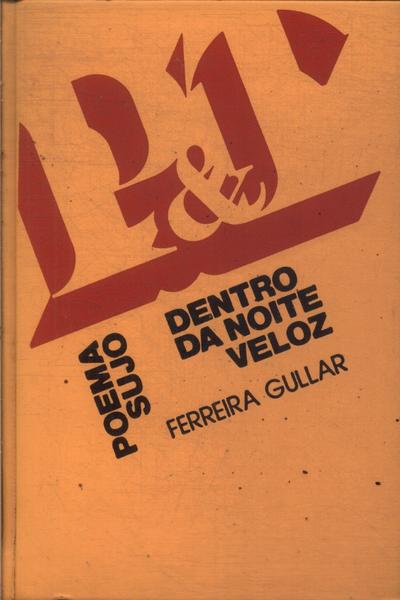 P&T
DENTRO
DA NOITE
VELOZ
POEMA
SUJO
FERREIRA GULLAR